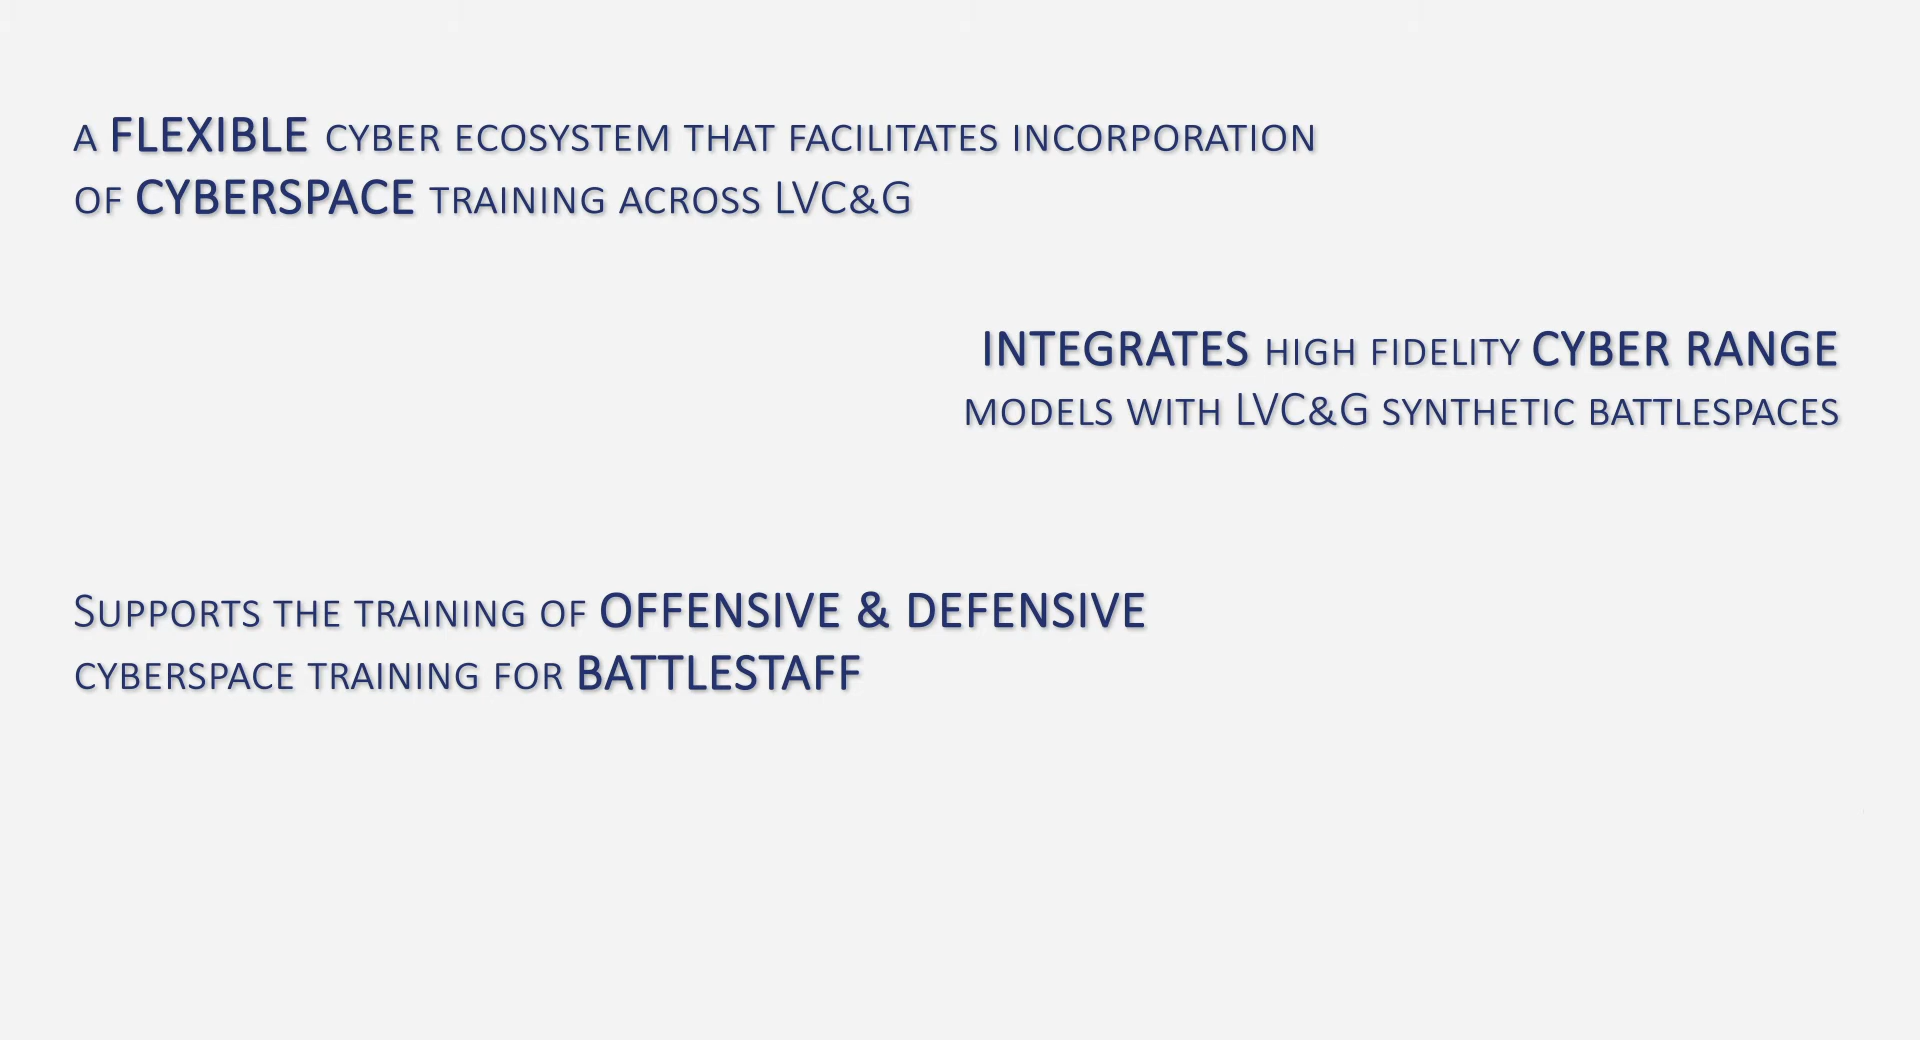 A FLEXIBLE CYBER ECOSYSTEM THAT FACILITATES INCORPORATION
OF CYBERSPACE TRAINING ACROSS LVC&G
INTEGRATES HIGH FIDELITY CYBER RANGE
MODELS WITH LVC&G SYNTHETIC BATTLESPACES
SUPPORTS THE TRAINING OF OFFENSIVE & DEFENSIVE
CYBERSPACE TRAINING FOR BATTLESTAFF